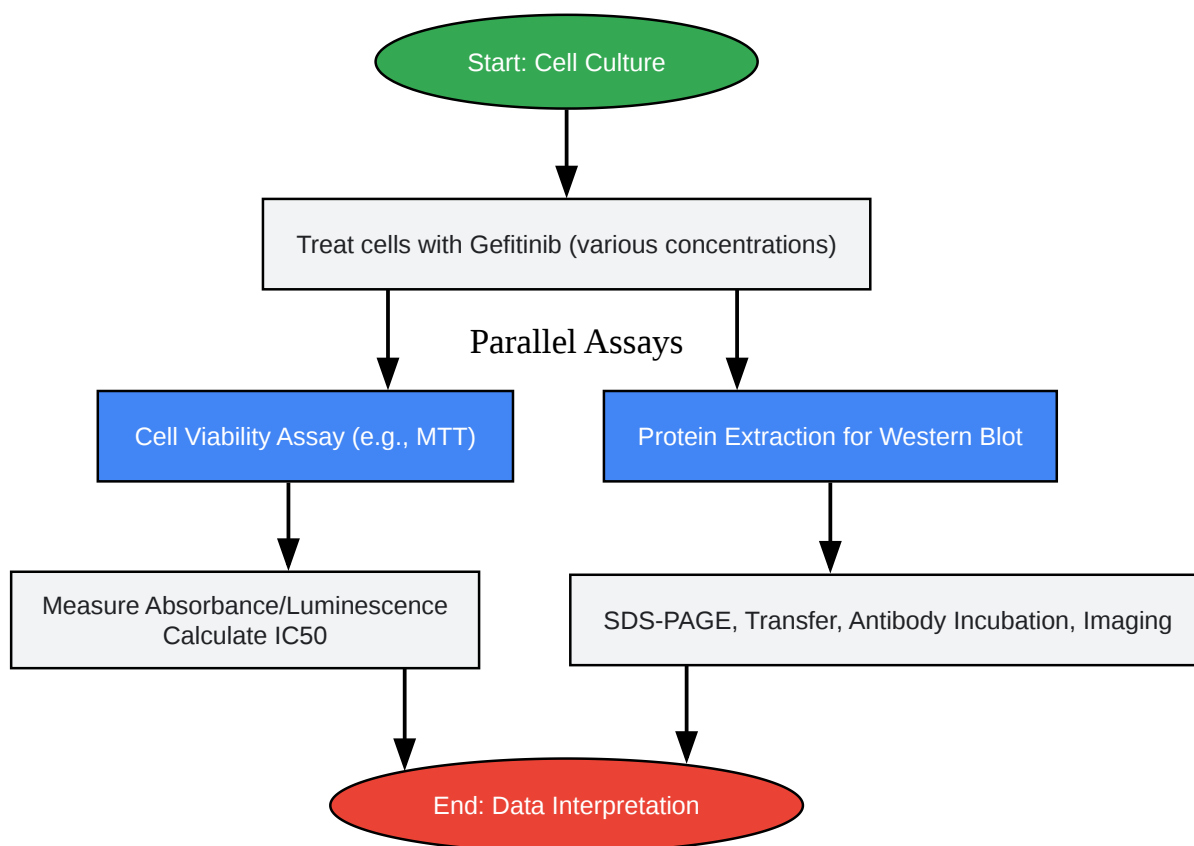 Start: Cell Culture
Treat cells with Gefitinib (various concentrations)
Parallel Assays
Cell Viability Assay (e.g., MTT)
Protein Extraction for Western Blot
Measure Absorbance/Luminescence
Calculate IC50
SDS-PAGE, Transfer, Antibody Incubation, Imaging
End: Data Interpretation